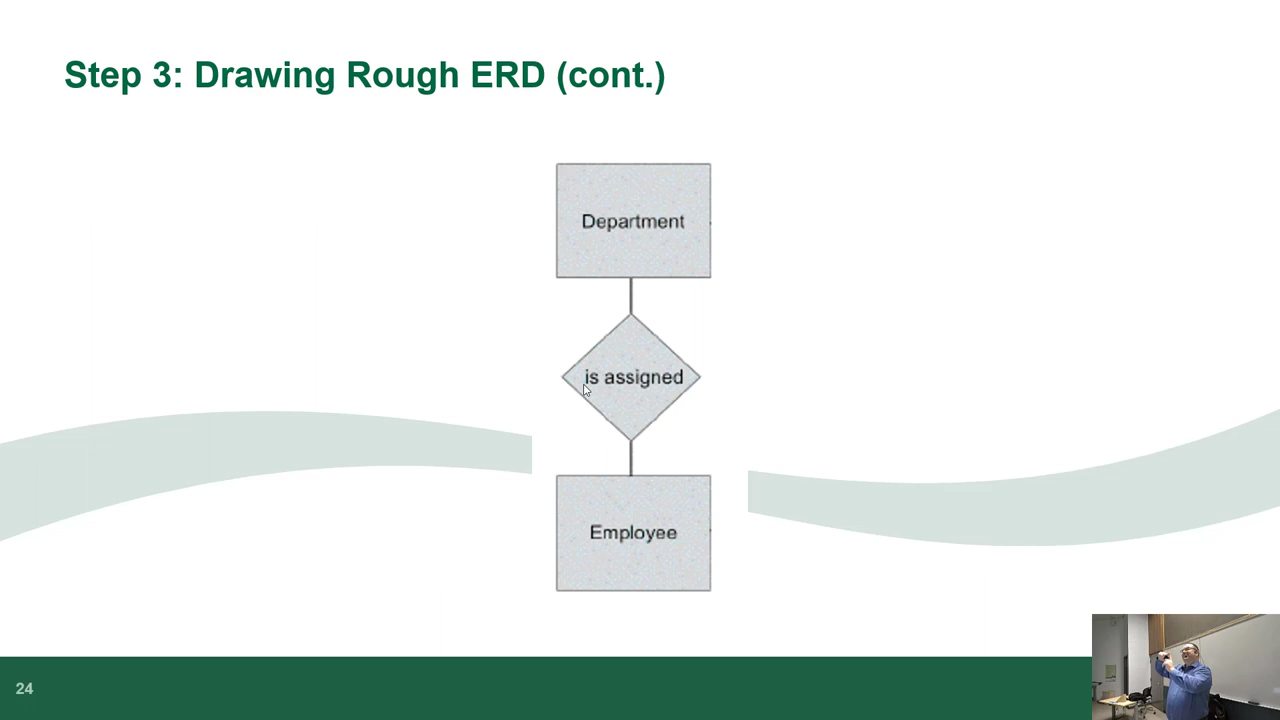 Step 3: Drawing Rough ERD (cont.)
Department
is assigned
Employee
24